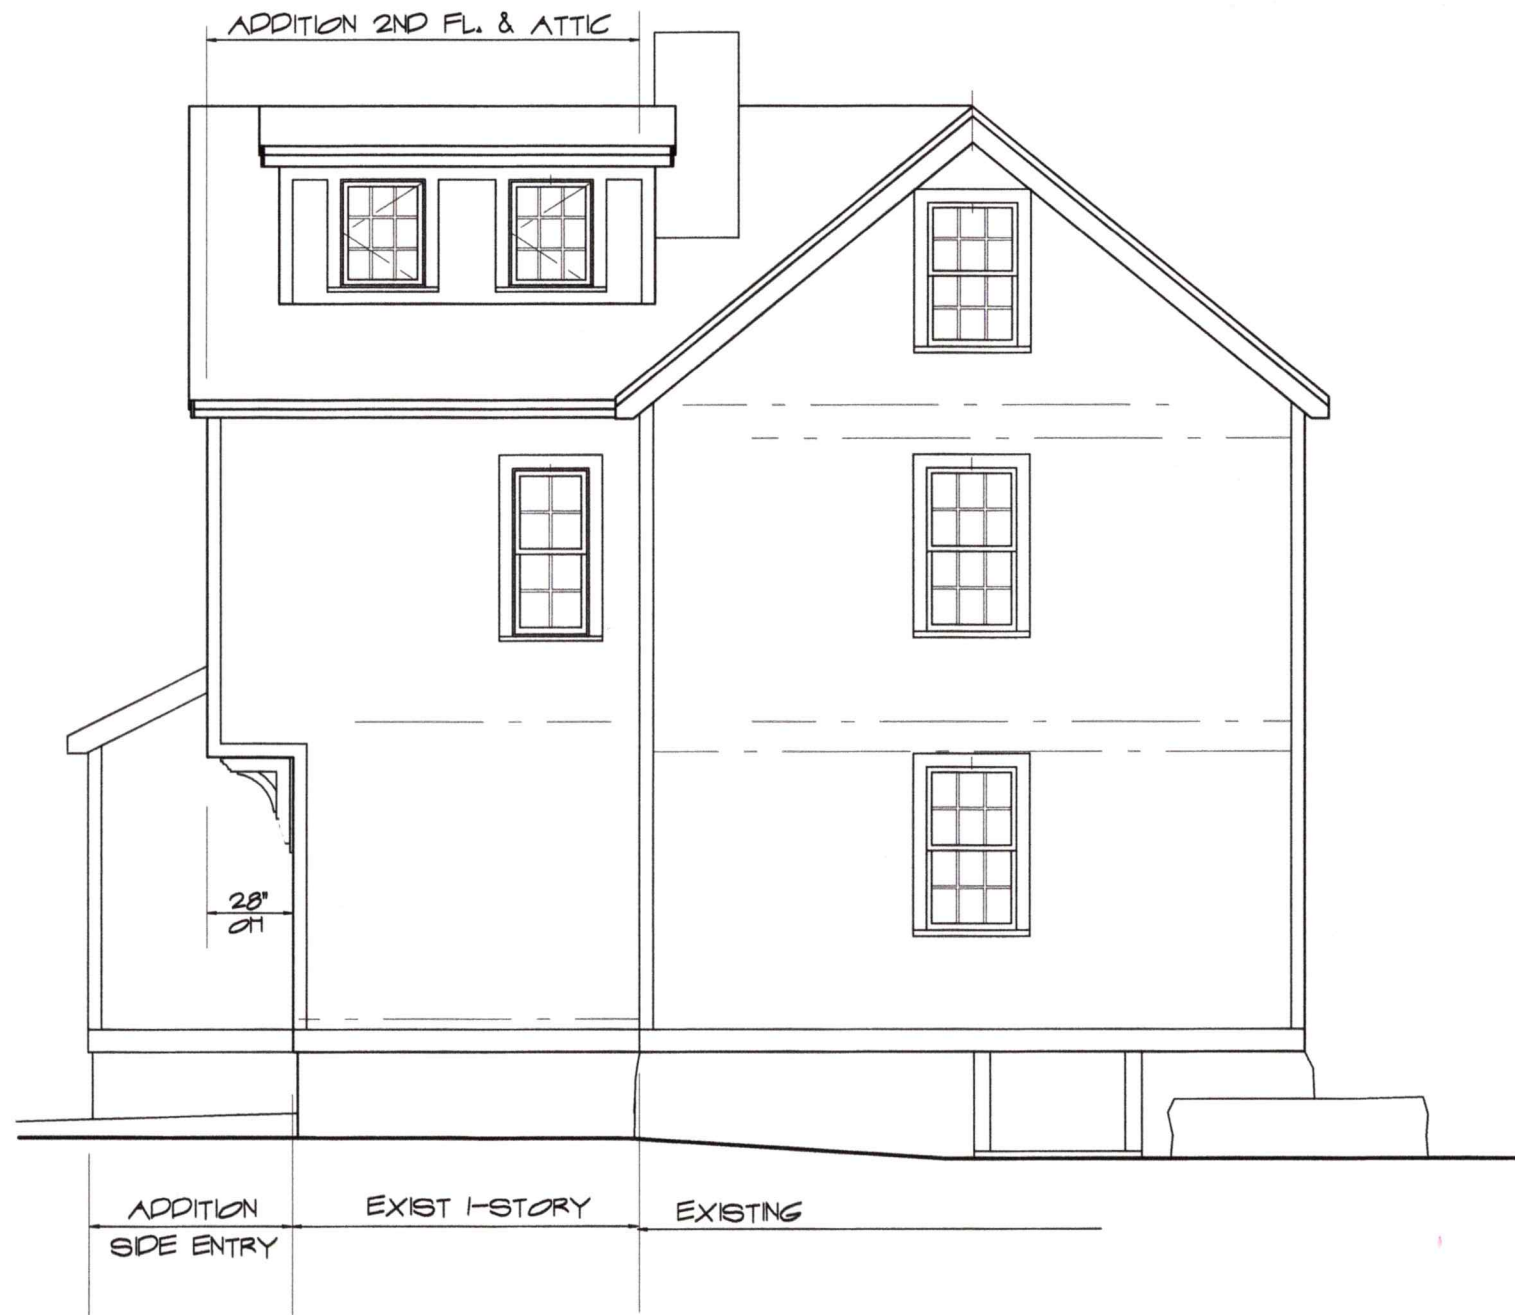 ADDITION 2ND FL. & ATTIC
28"
OH
ADDITION
SIDE ENTRY
EXIST 1-STORY
EXISTING